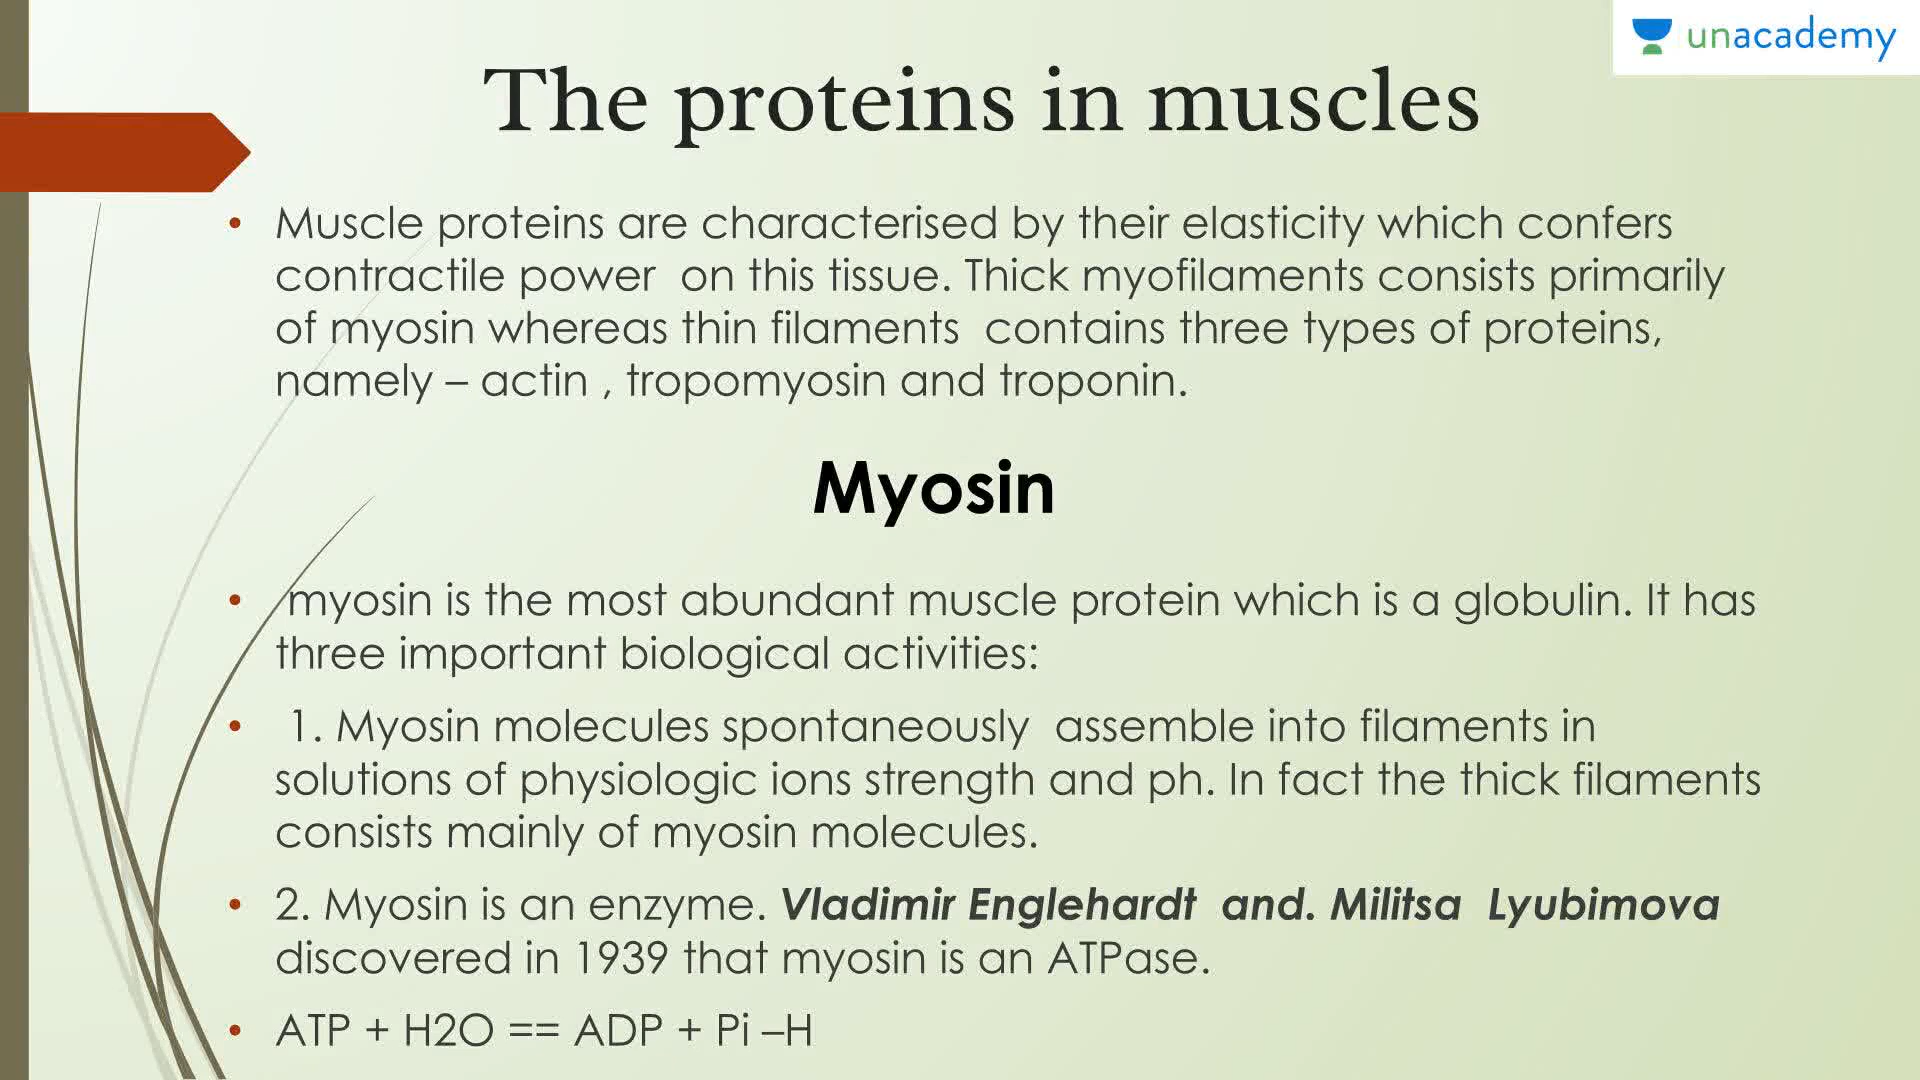 unacademy
The proteins in muscles
• Muscle proteins are characterised by their elasticity which confers
contractile power on this tissue. Thick myofilaments consists primarily
of myosin whereas thin filaments contains three types of proteins,
namely – actin , tropomyosin and troponin.
Myosin
• myosin is the most abundant muscle protein which is a globulin. It has
three important biological activities:
• 1. Myosin molecules spontaneously assemble into filaments in
solutions of physiologic ions strength and ph. In fact the thick filaments
consists mainly of myosin molecules.
• 2. Myosin is an enzyme. Vladimir Englehardt and. Militsa Lyubimova
discovered in 1939 that myosin is an ATPase.
• ATP + H2O == ADP + Pi –H